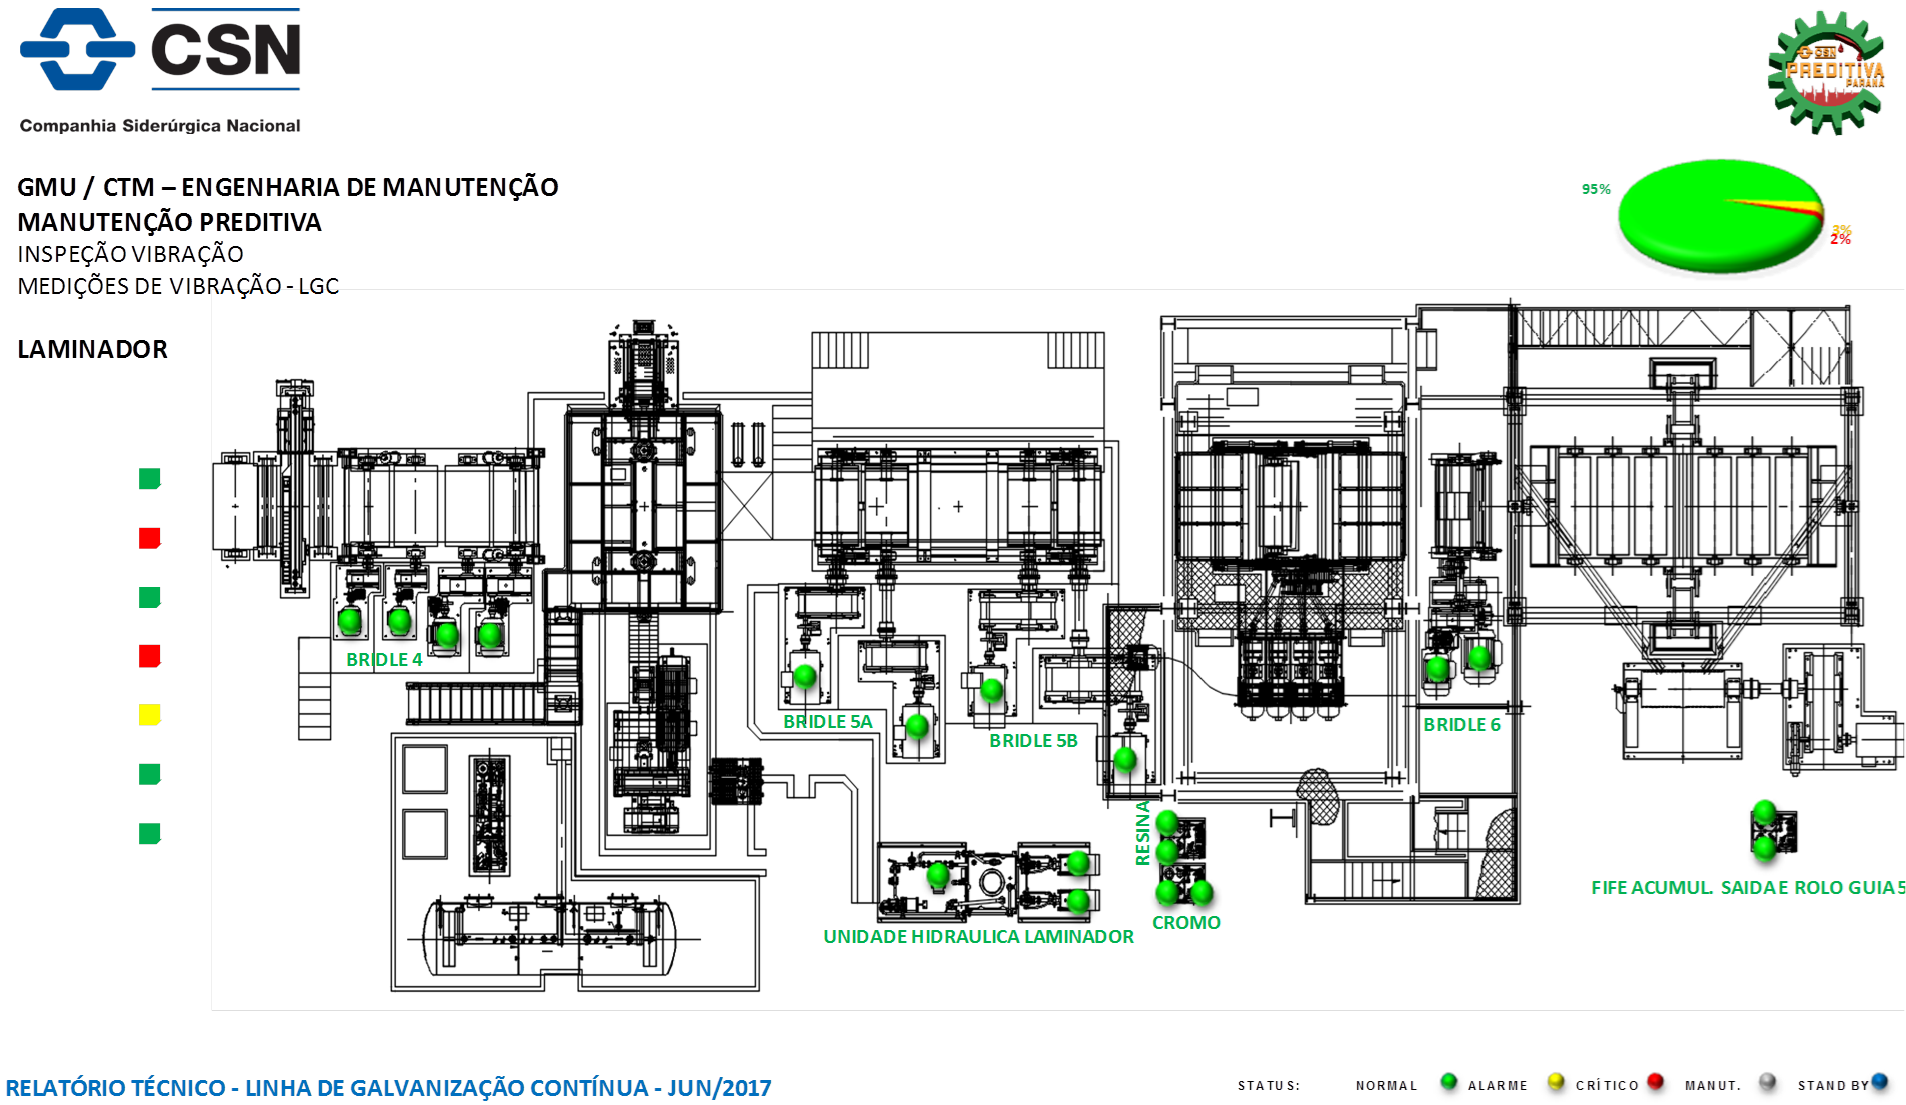 CSN
Companhia Siderúrgica Nacional
CSN
PREDITIVA
PARANÁ
GMU / CTM – ENGENHARIA DE MANUTENÇÃO
MANUTENÇÃO PREDITIVA
INSPEÇÃO VIBRAÇÃO
MEDIÇÕES DE VIBRAÇÃO - LGC
95%
3%
2%
LAMINADOR
BRIDLE 4
BRIDLE 5A
BRIDLE 5B
BRIDLE 6
RESINA
FIFE ACUMUL. SAIDA E ROLO GUIA 5
CROMO
UNIDADE HIDRAULICA LAMINADOR
RELATÓRIO TÉCNICO - LINHA DE GALVANIZAÇÃO CONTÍNUA - JUN/2017
STATUS: NORMAL ALARME CRÍTICO MANUT. STAND BY